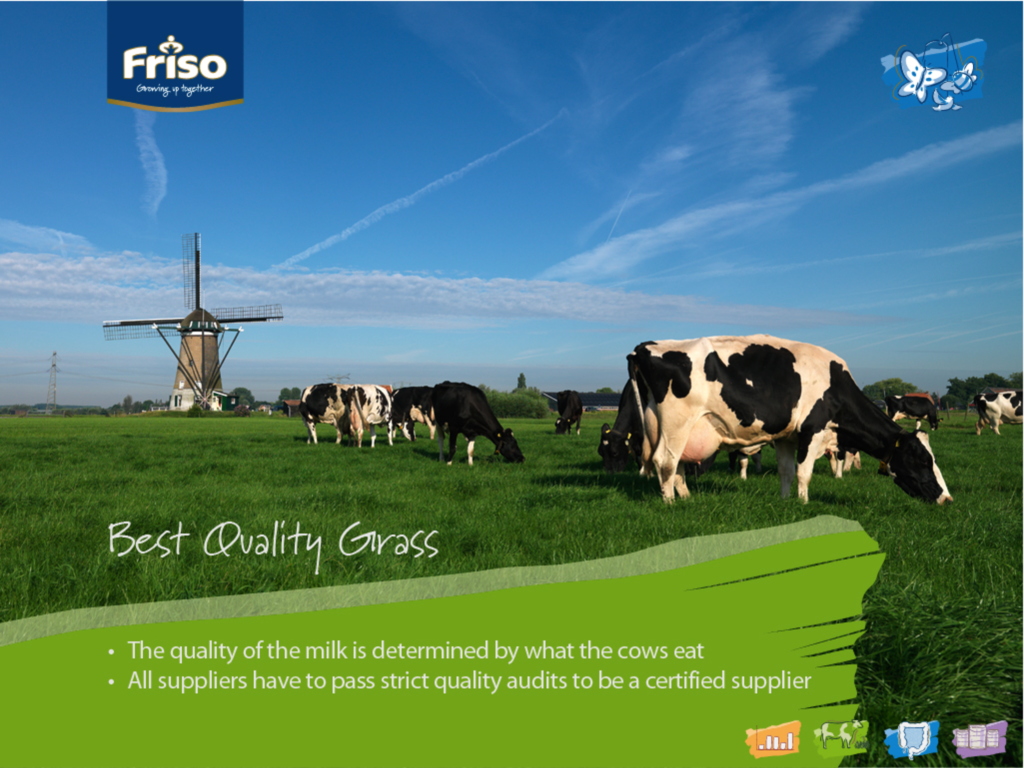 Friso
Growing up together
Best Quality Grass
• The quality of the milk is determined by what the cows eat
• All suppliers have to pass strict quality audits to be a certified supplier